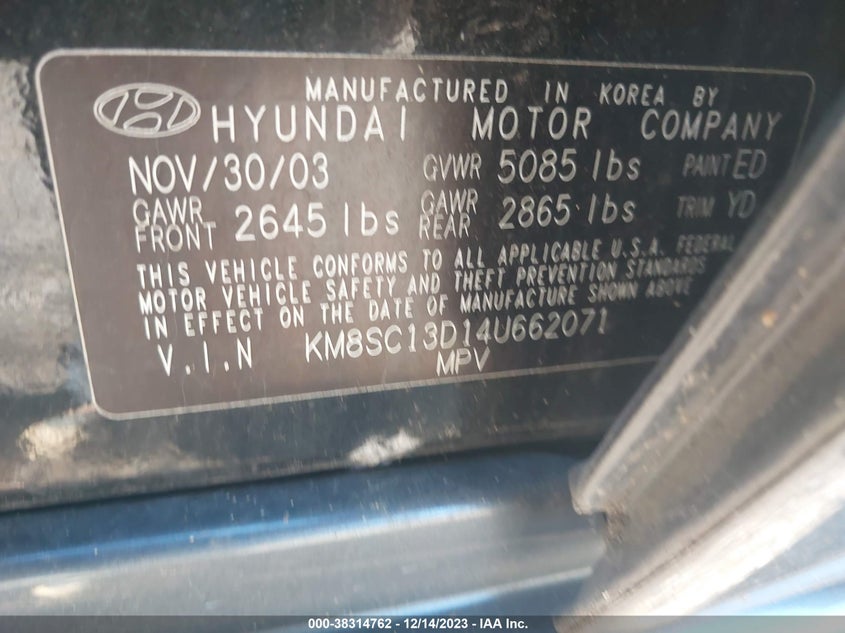 MANUFACTURED IN KOREA BY
HYUNDAI MOTOR COMPANY
NOV/30/03 GVWR 5085 lbs PAINT ED
GAWR FRONT 2645 lbs GAWR REAR 2865 lbs TRIM YD
THIS VEHICLE CONFORMS TO ALL APPLICABLE U.S.A. FEDERAL
MOTOR VEHICLE SAFETY AND THEFT PREVENTION STANDARDS
IN EFFECT ON THE DATE OF MANUFACTURE SHOWN ABOVE
V.I.N KM8SC13D14U662071
MPV
000-38314762 - 12/14/2023 - IAA Inc.